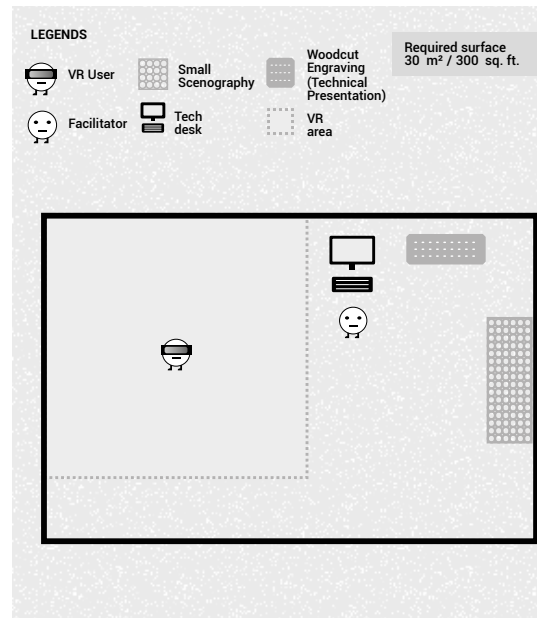 LEGENDS
VR User
Small
Scenography
Woodcut
Engraving
(Technical
Presentation)
Required surface
30 m² / 300 sq. ft.
Facilitator
Tech
desk
VR
area